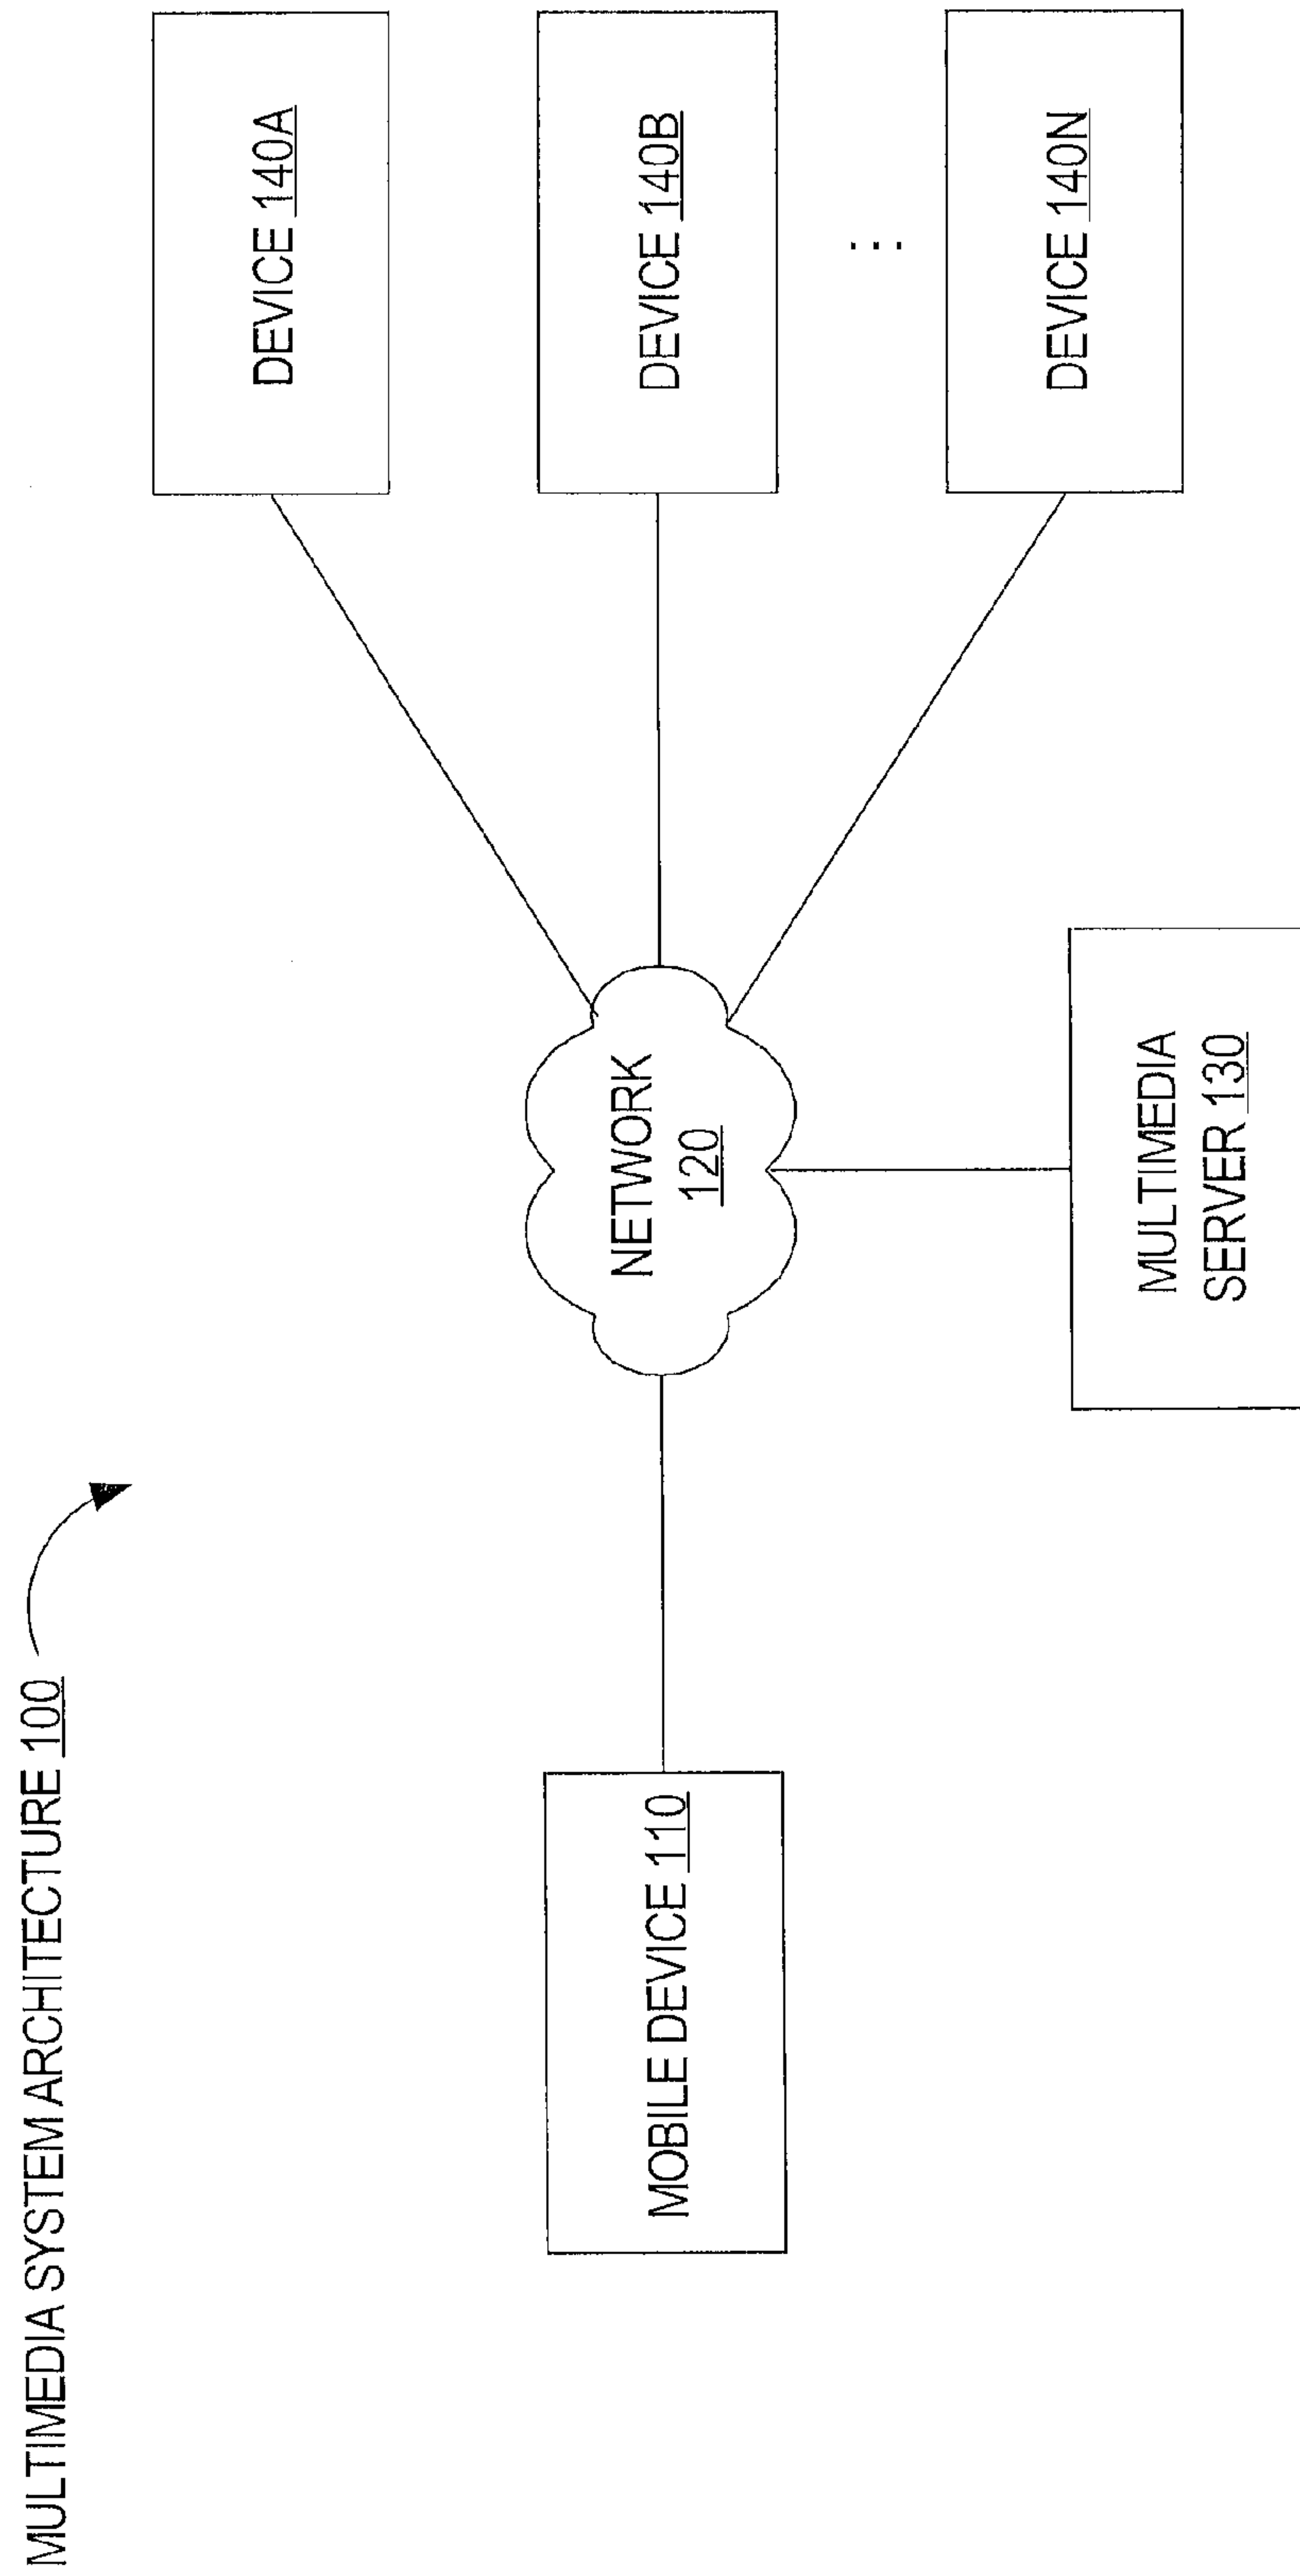 MULTIMEDIA SYSTEM ARCHITECTURE 100
MOBILE DEVICE 110
NETWORK
120
MULTIMEDIA
SERVER 130
DEVICE 140A
DEVICE 140B
...
DEVICE 140N